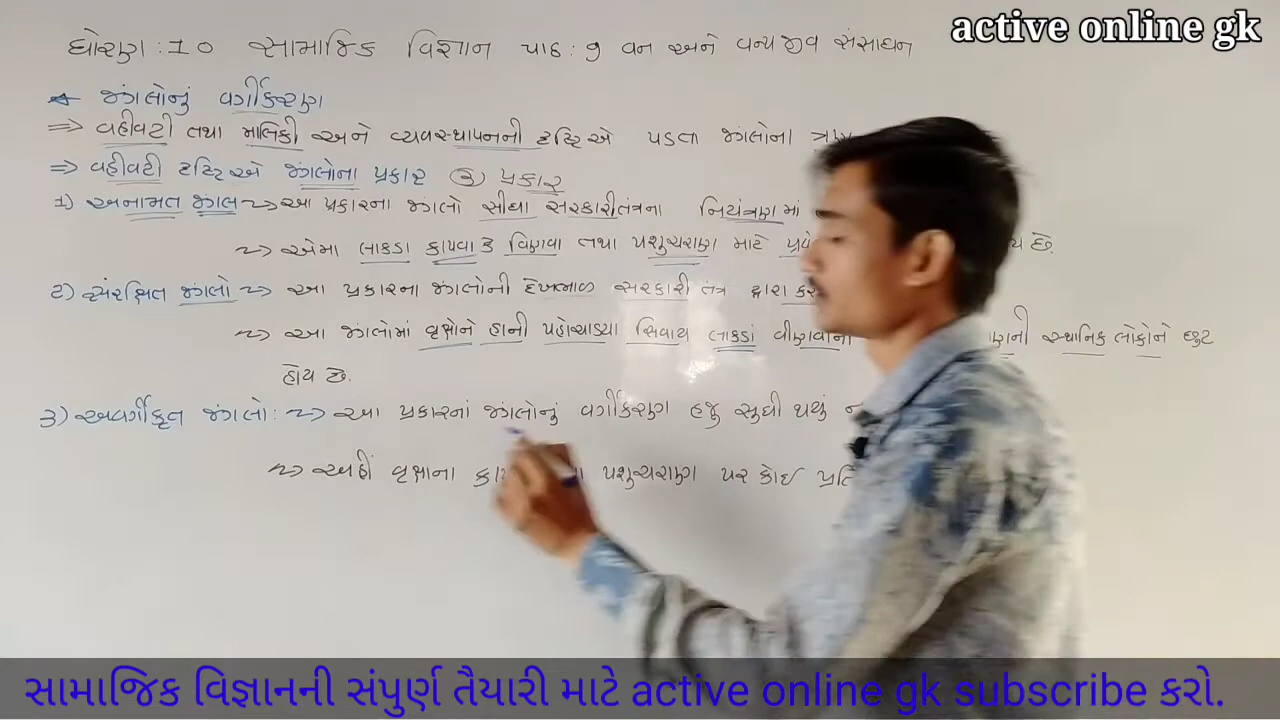 active online gk
ધોરણ : 10 સામાજિક વિજ્ઞાન પાઠ : 9 વન અને વન્ય જીવ સંસાધન
જંગલોનું વર્ગીકરણ
⇒ વહીવટી તથા માલિકી અને વ્યવસ્થાપનની દ્રષ્ટિએ પડતા જંગલોના
⇒ વહીવટી દ્રષ્ટિએ જંગલોના પ્રકાર ③ પ્રકાર
1) અનામત જંગલ ~> આ પ્રકારના જંગલો સીધા સરકારીતંત્રના નિયંત્રણ માં
~> એમા લાકડા કાપવા કે વિણવા તથા પશુચરાણ માટે છે.
2) સંરક્ષિત જંગલો ~> આ પ્રકારના જંગલોની દેખભાળ સરકારી તંત્ર દ્વારા
~> આ જંગલોમાં વૃક્ષોને હાની પહોચાડ્યા સિવાય લાકડાં વીણવાની સ્થાનિક લોકોને છુટ
હોય છે.
૩) અવર્ગીકૃત જંગલો : ~> આ પ્રકારનાં જંગલોનું વર્ગીકરણ હજુ સુધી થયું
~> અહીં વૃક્ષોના પશુચરાણ પર કોઈ
સામાજિક વિજ્ઞાનની સંપુર્ણ તૈયારી માટે active online gk subscribe કરો.